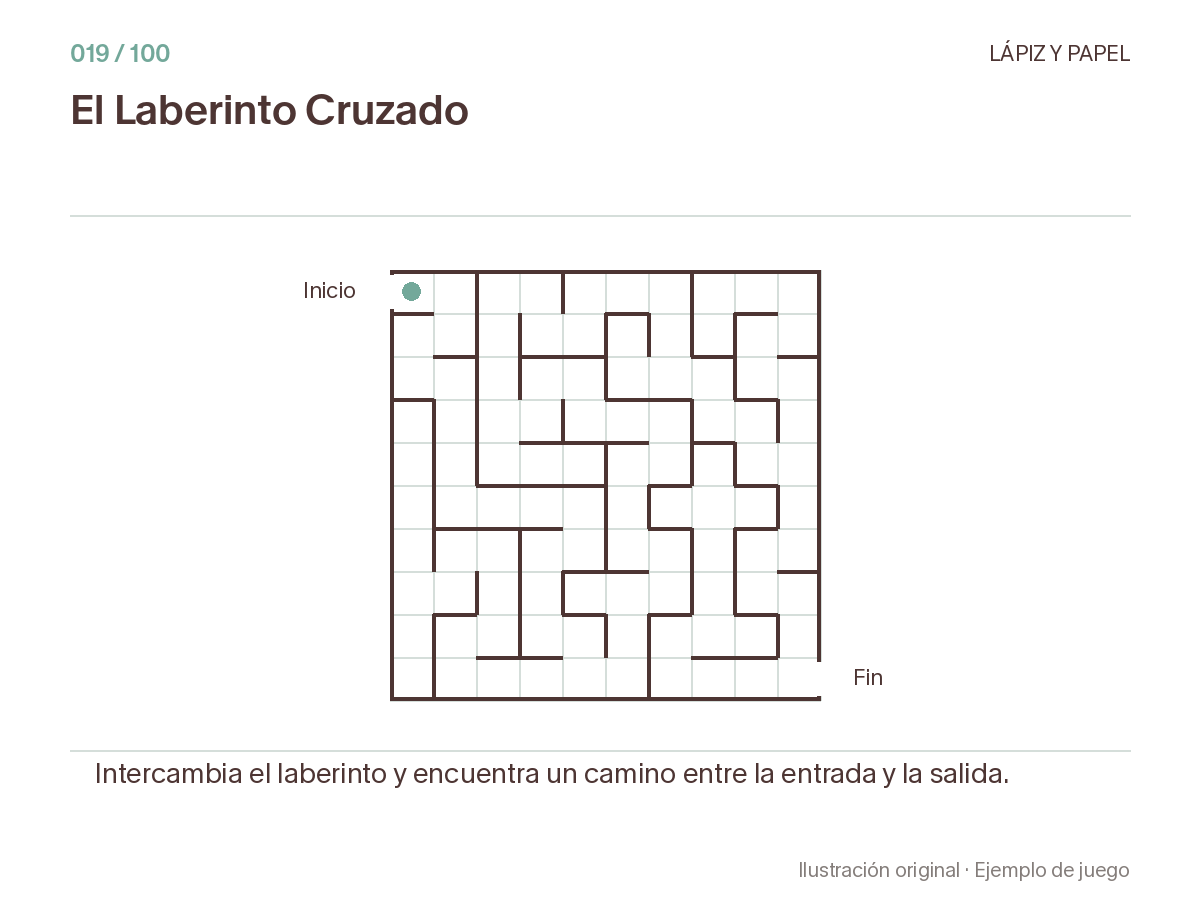 019 / 100
LÁPIZ Y PAPEL
El Laberinto Cruzado
Inicio
Fin
Intercambia el laberinto y encuentra un camino entre la entrada y la salida.
Ilustración original · Ejemplo de juego